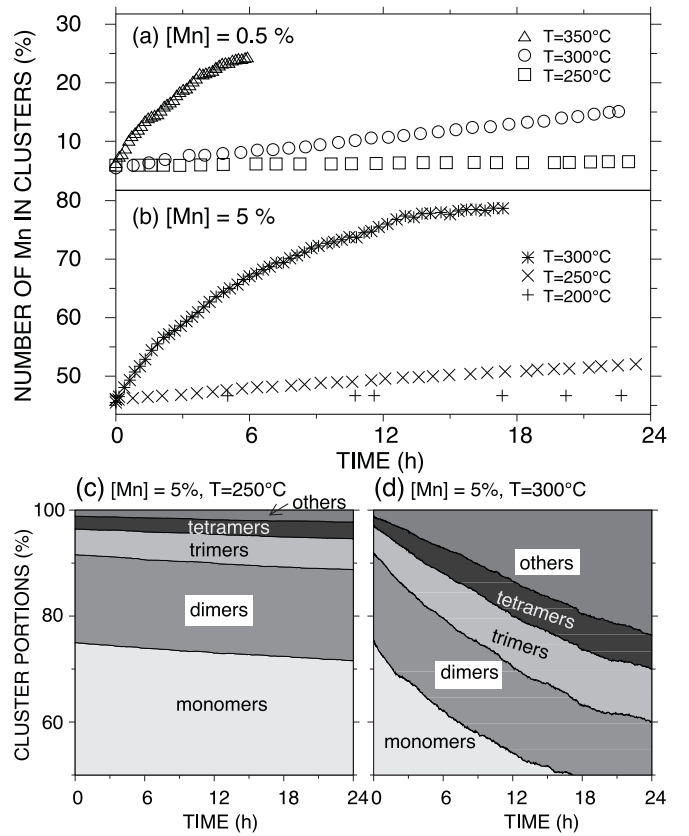 (a) [Mn] = 0.5 %
T=350°C
T=300°C
T=250°C
30
20
10
(b) [Mn] = 5 %
T=300°C
T=250°C
T=200°C
80
70
60
50
NUMBER OF Mn IN CLUSTERS (%)
0 6 12 18 24
TIME (h)
(c) [Mn] = 5%, T=250°C
others
tetramers
trimers
dimers
monomers
100
80
60
CLUSTER PORTIONS (%)
0 6 12 18 24
TIME (h)
(d) [Mn] = 5%, T=300°C
others
tetramers
trimers
dimers
monomers
0 6 12 18 24
TIME (h)